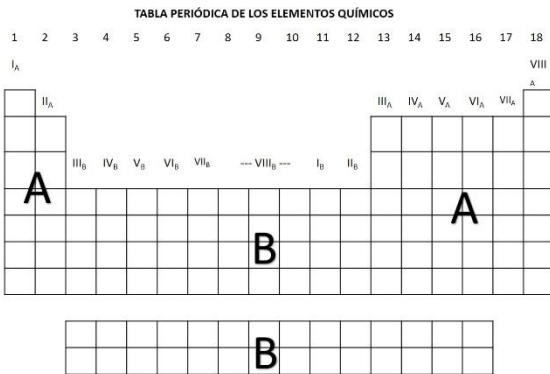 TABLA PERIÓDICA DE LOS ELEMENTOS QUÍMICOS
1 2 3 4 5 6 7 8 9 10 11 12 13 14 15 16 17 18
IA VIII
A
IIA IIIA IVA VA VIA VIIA
IIIB IVB VB VIB VIIB --- VIIIB --- IB IIB
A A
B
B